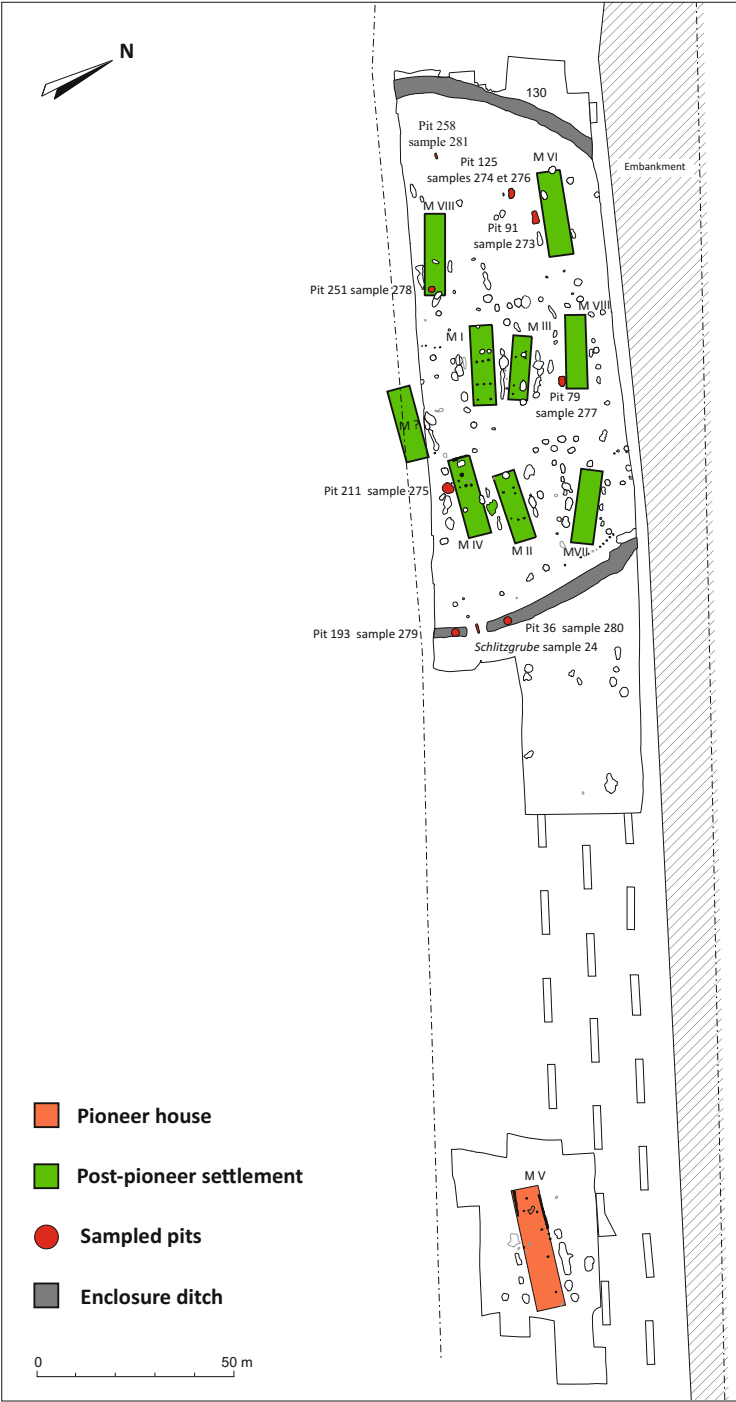 N
130
Pit 258
sample 281
Pit 125
samples 274 et 276
M VI
Embankment
M VIII
Pit 91
sample 273
Pit 251 sample 278
M VIII
M I
M III
Pit 79
sample 277
M ?
Pit 211 sample 275
M IV
M II
MVII
Pit 193 sample 279
Pit 36 sample 280
Schlitzgrube sample 24
Pioneer house
M V
Post-pioneer settlement
Sampled pits
Enclosure ditch
0
50 m